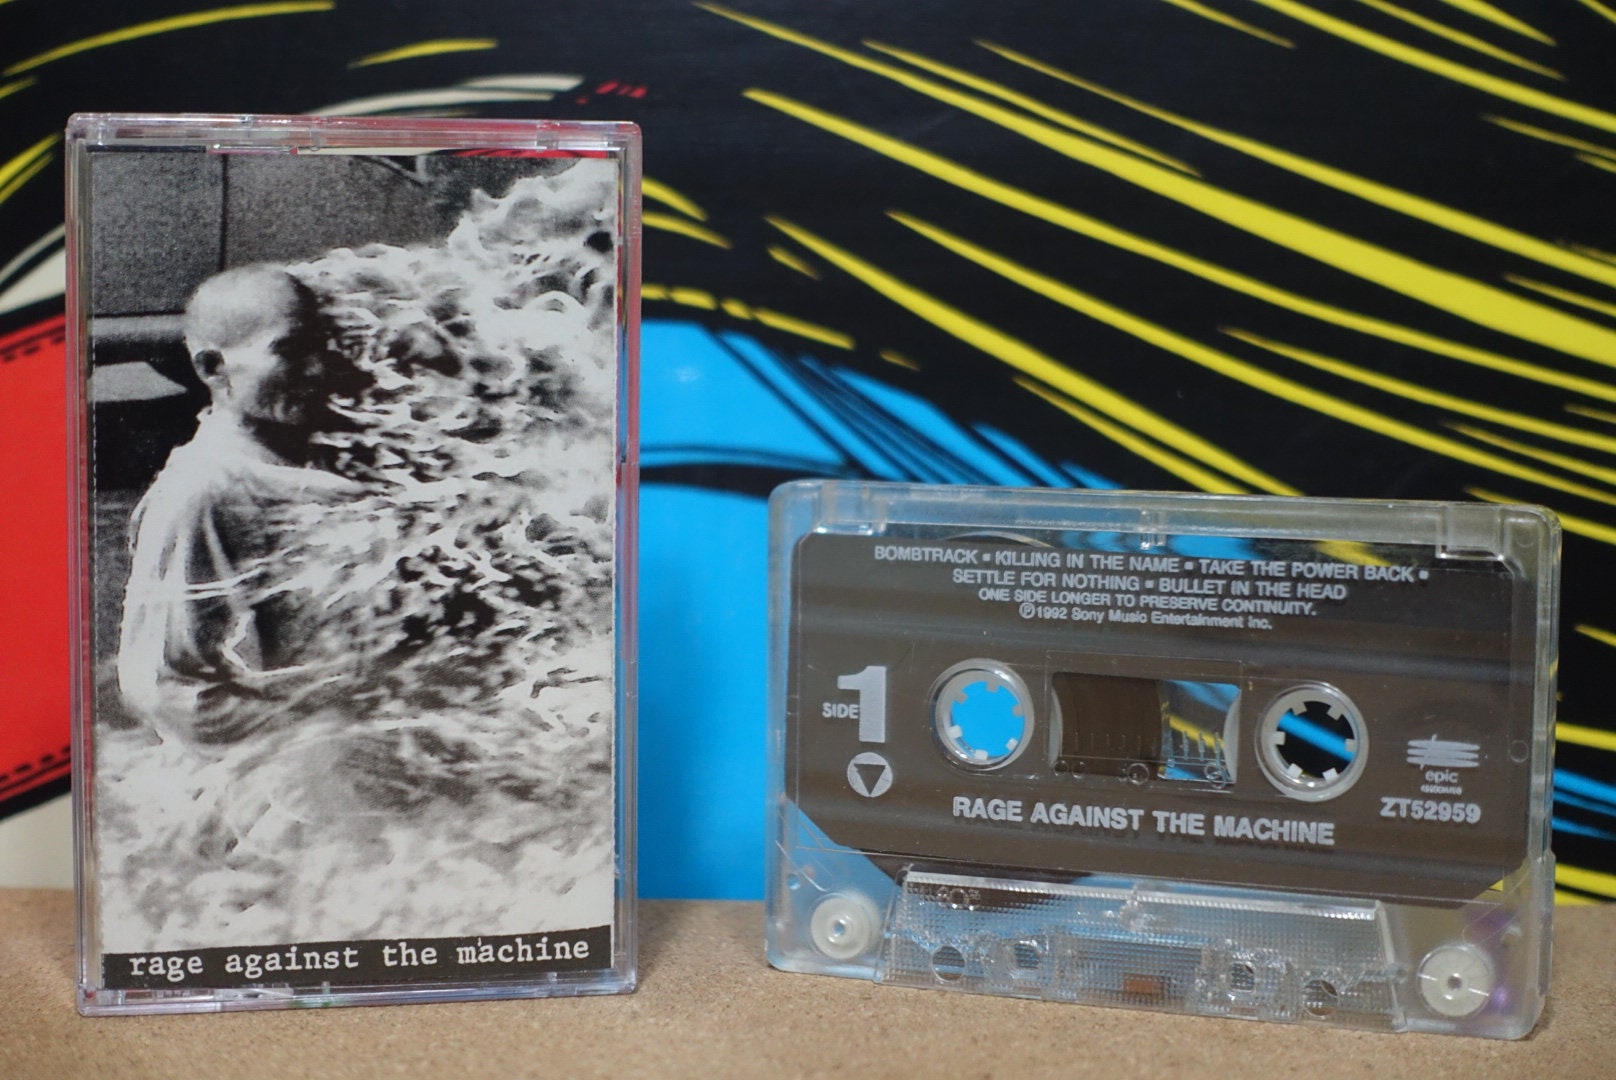 rage against the machine
BOMBTRACK ▪ KILLING IN THE NAME ▪ TAKE THE POWER BACK ▪
SETTLE FOR NOTHING ▪ BULLET IN THE HEAD
ONE SIDE LONGER TO PRESERVE CONTINUITY.
Ⓟ1992 Sony Music Entertainment Inc.
SIDE 1
epic
ZT52959
RAGE AGAINST THE MACHINE